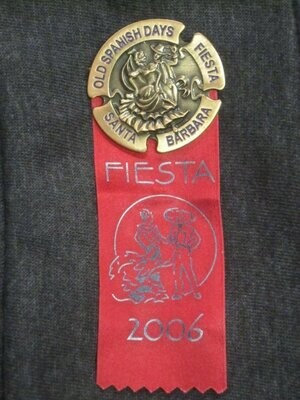 OLD SPANISH DAYS
FIESTA
SANTA
BARBARA
FIESTA
2006